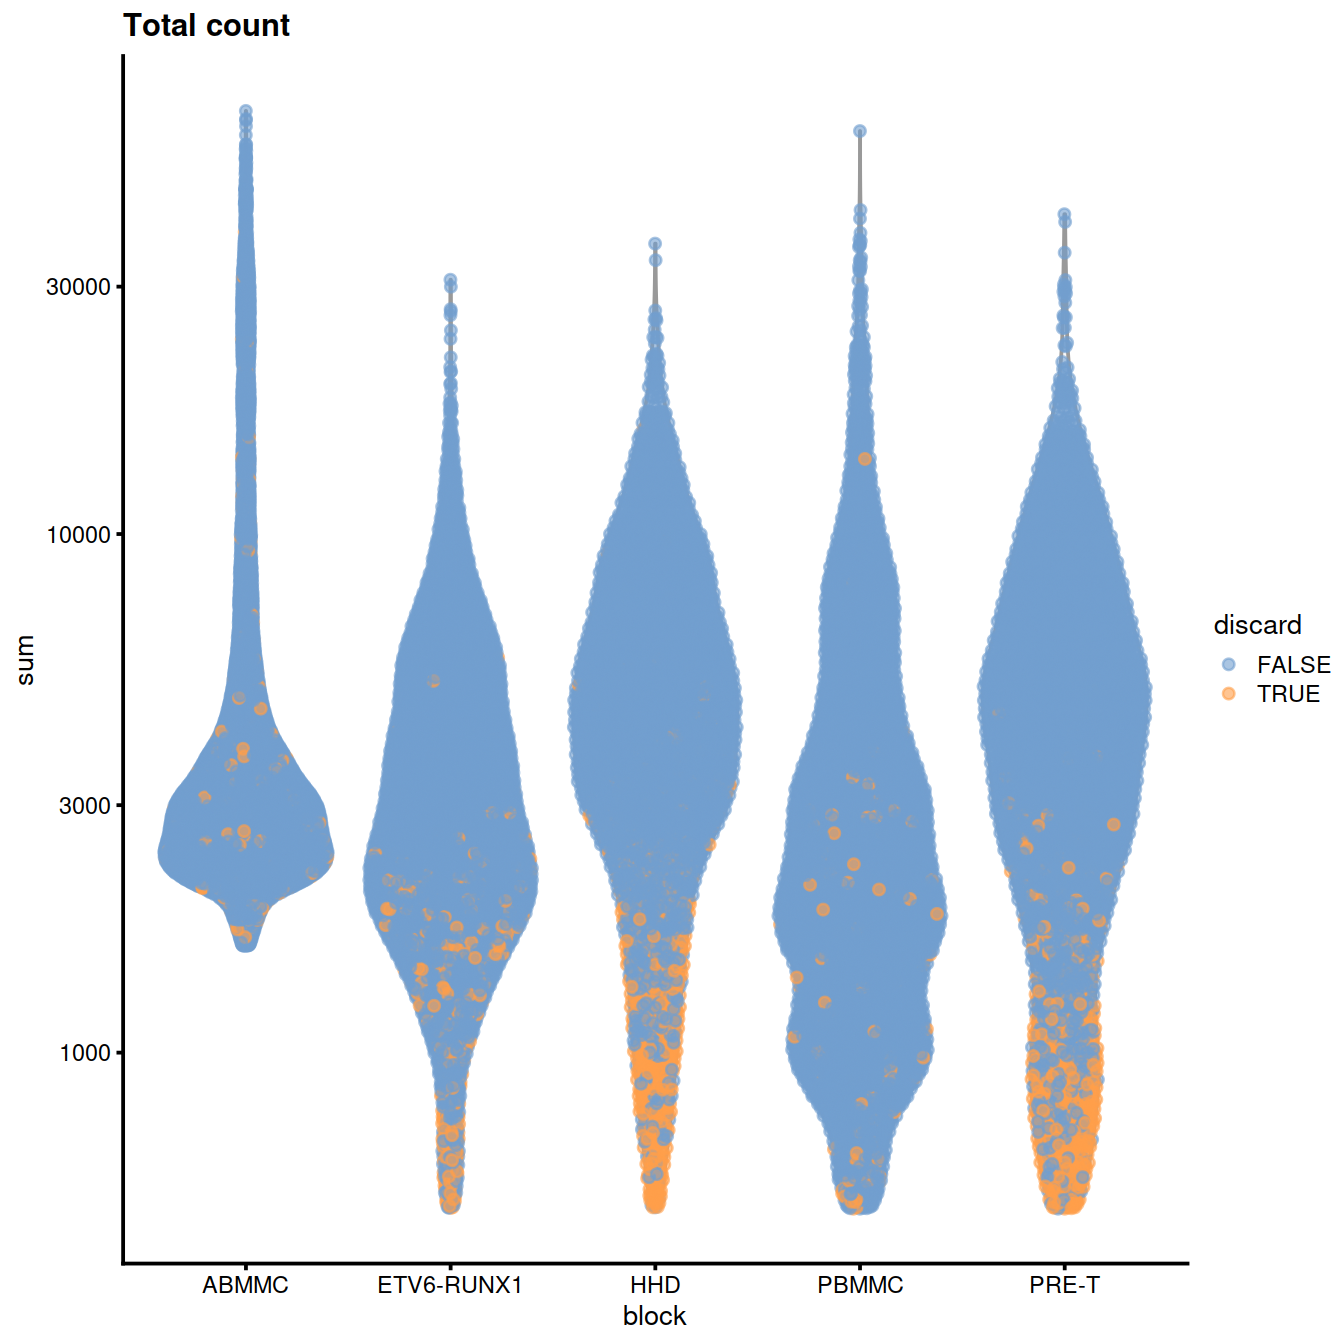 Total count
30000
10000
3000
1000
sum
ABMMC ETV6-RUNX1 HHD PBMMC PRE-T
block
discard
FALSE
TRUE